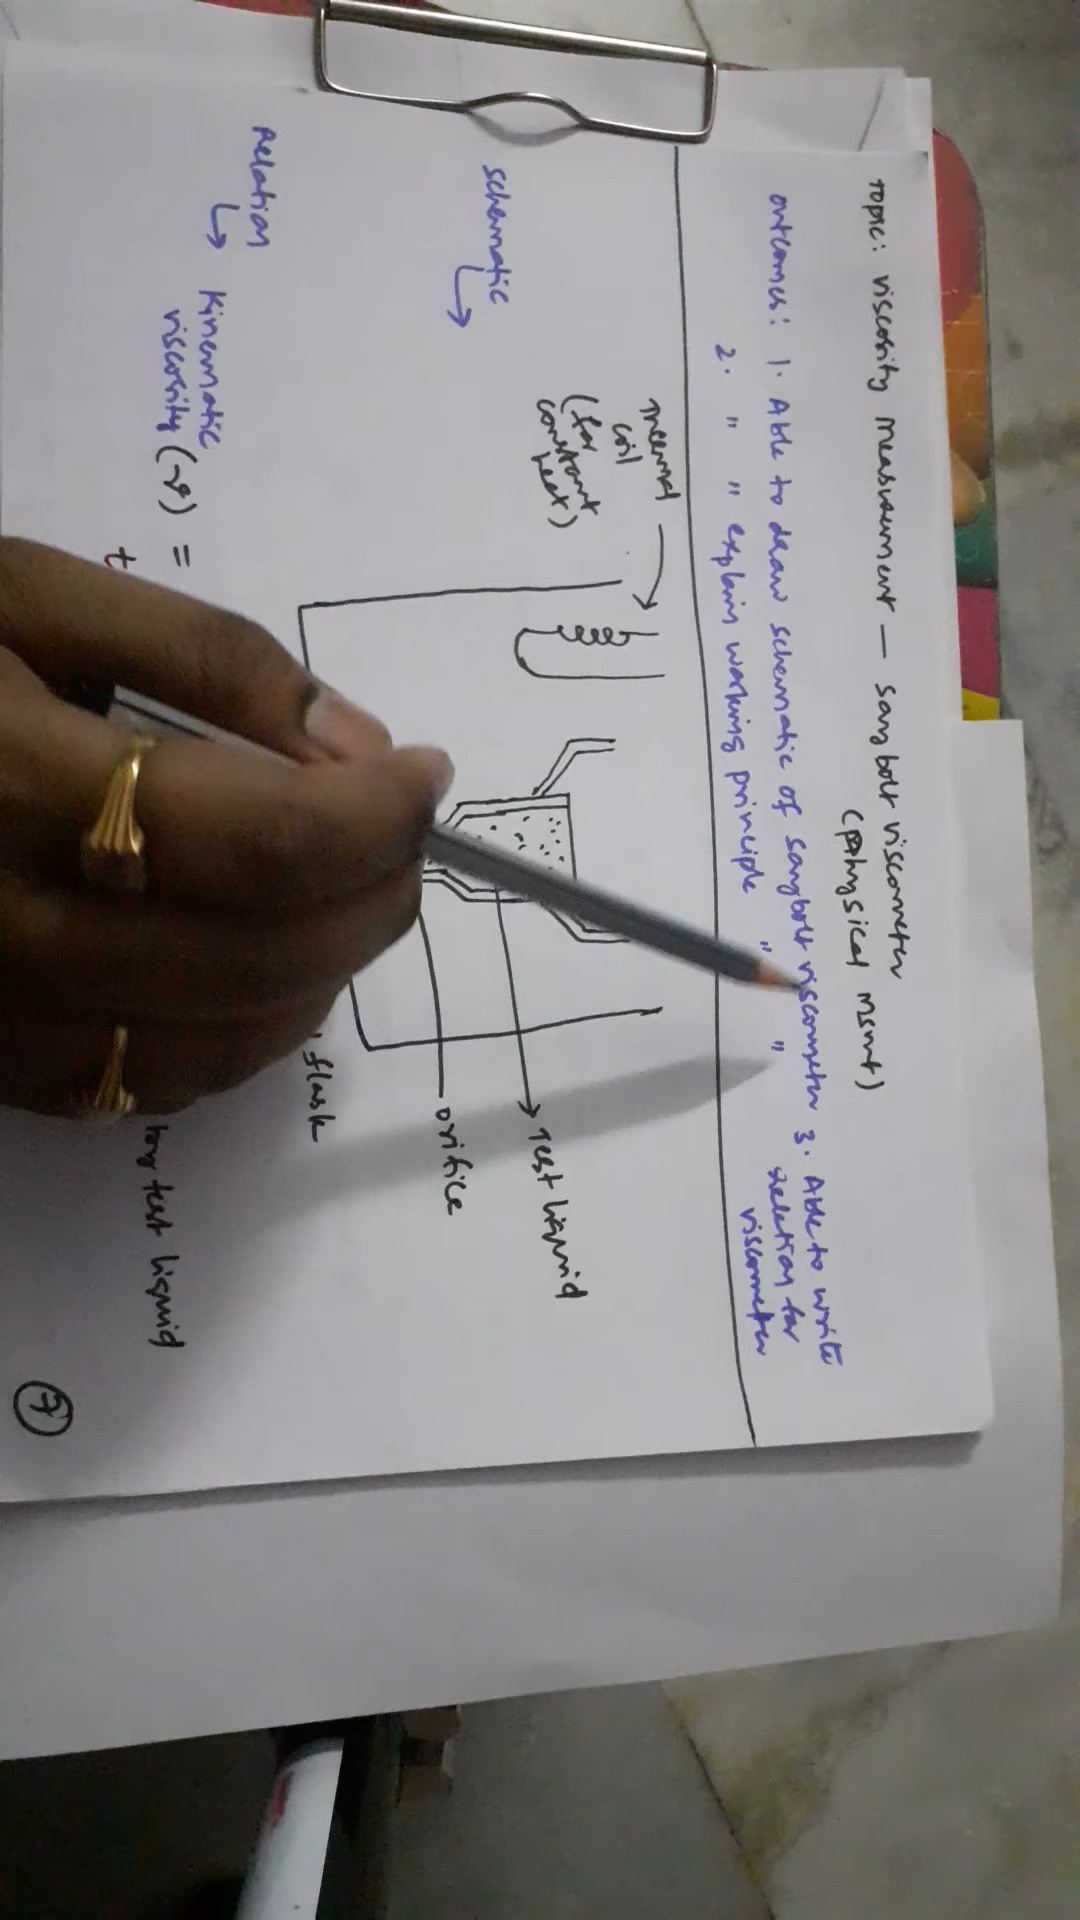 Topic: viscosity measurement — saybolt viscometer
(physical msmt)
outcomes: 1. Able to draw schematic of saybolt viscometer 3. Able to write
2. " " explain working principle " " relation for
viscometer
schematic
Thermal
coil
(for
constant
heat)
Test liquid
orifice
flask
Relation
Kinematic
viscosity (ν) =
t
test liquid
7